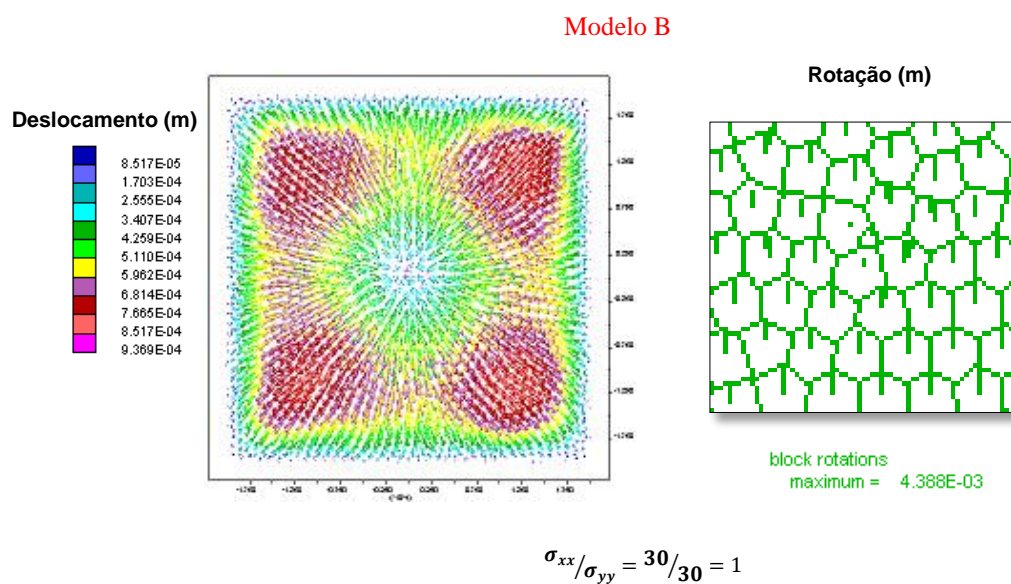 Modelo B
Deslocamento (m)
8.517E-05
1.703E-04
2.555E-04
3.407E-04
4.259E-04
5.110E-04
5.962E-04
6.814E-04
7.665E-04
8.517E-04
9.369E-04
Rotação (m)
block rotations
maximum = 4.388E-03
σxx/σyy = 30/30 = 1